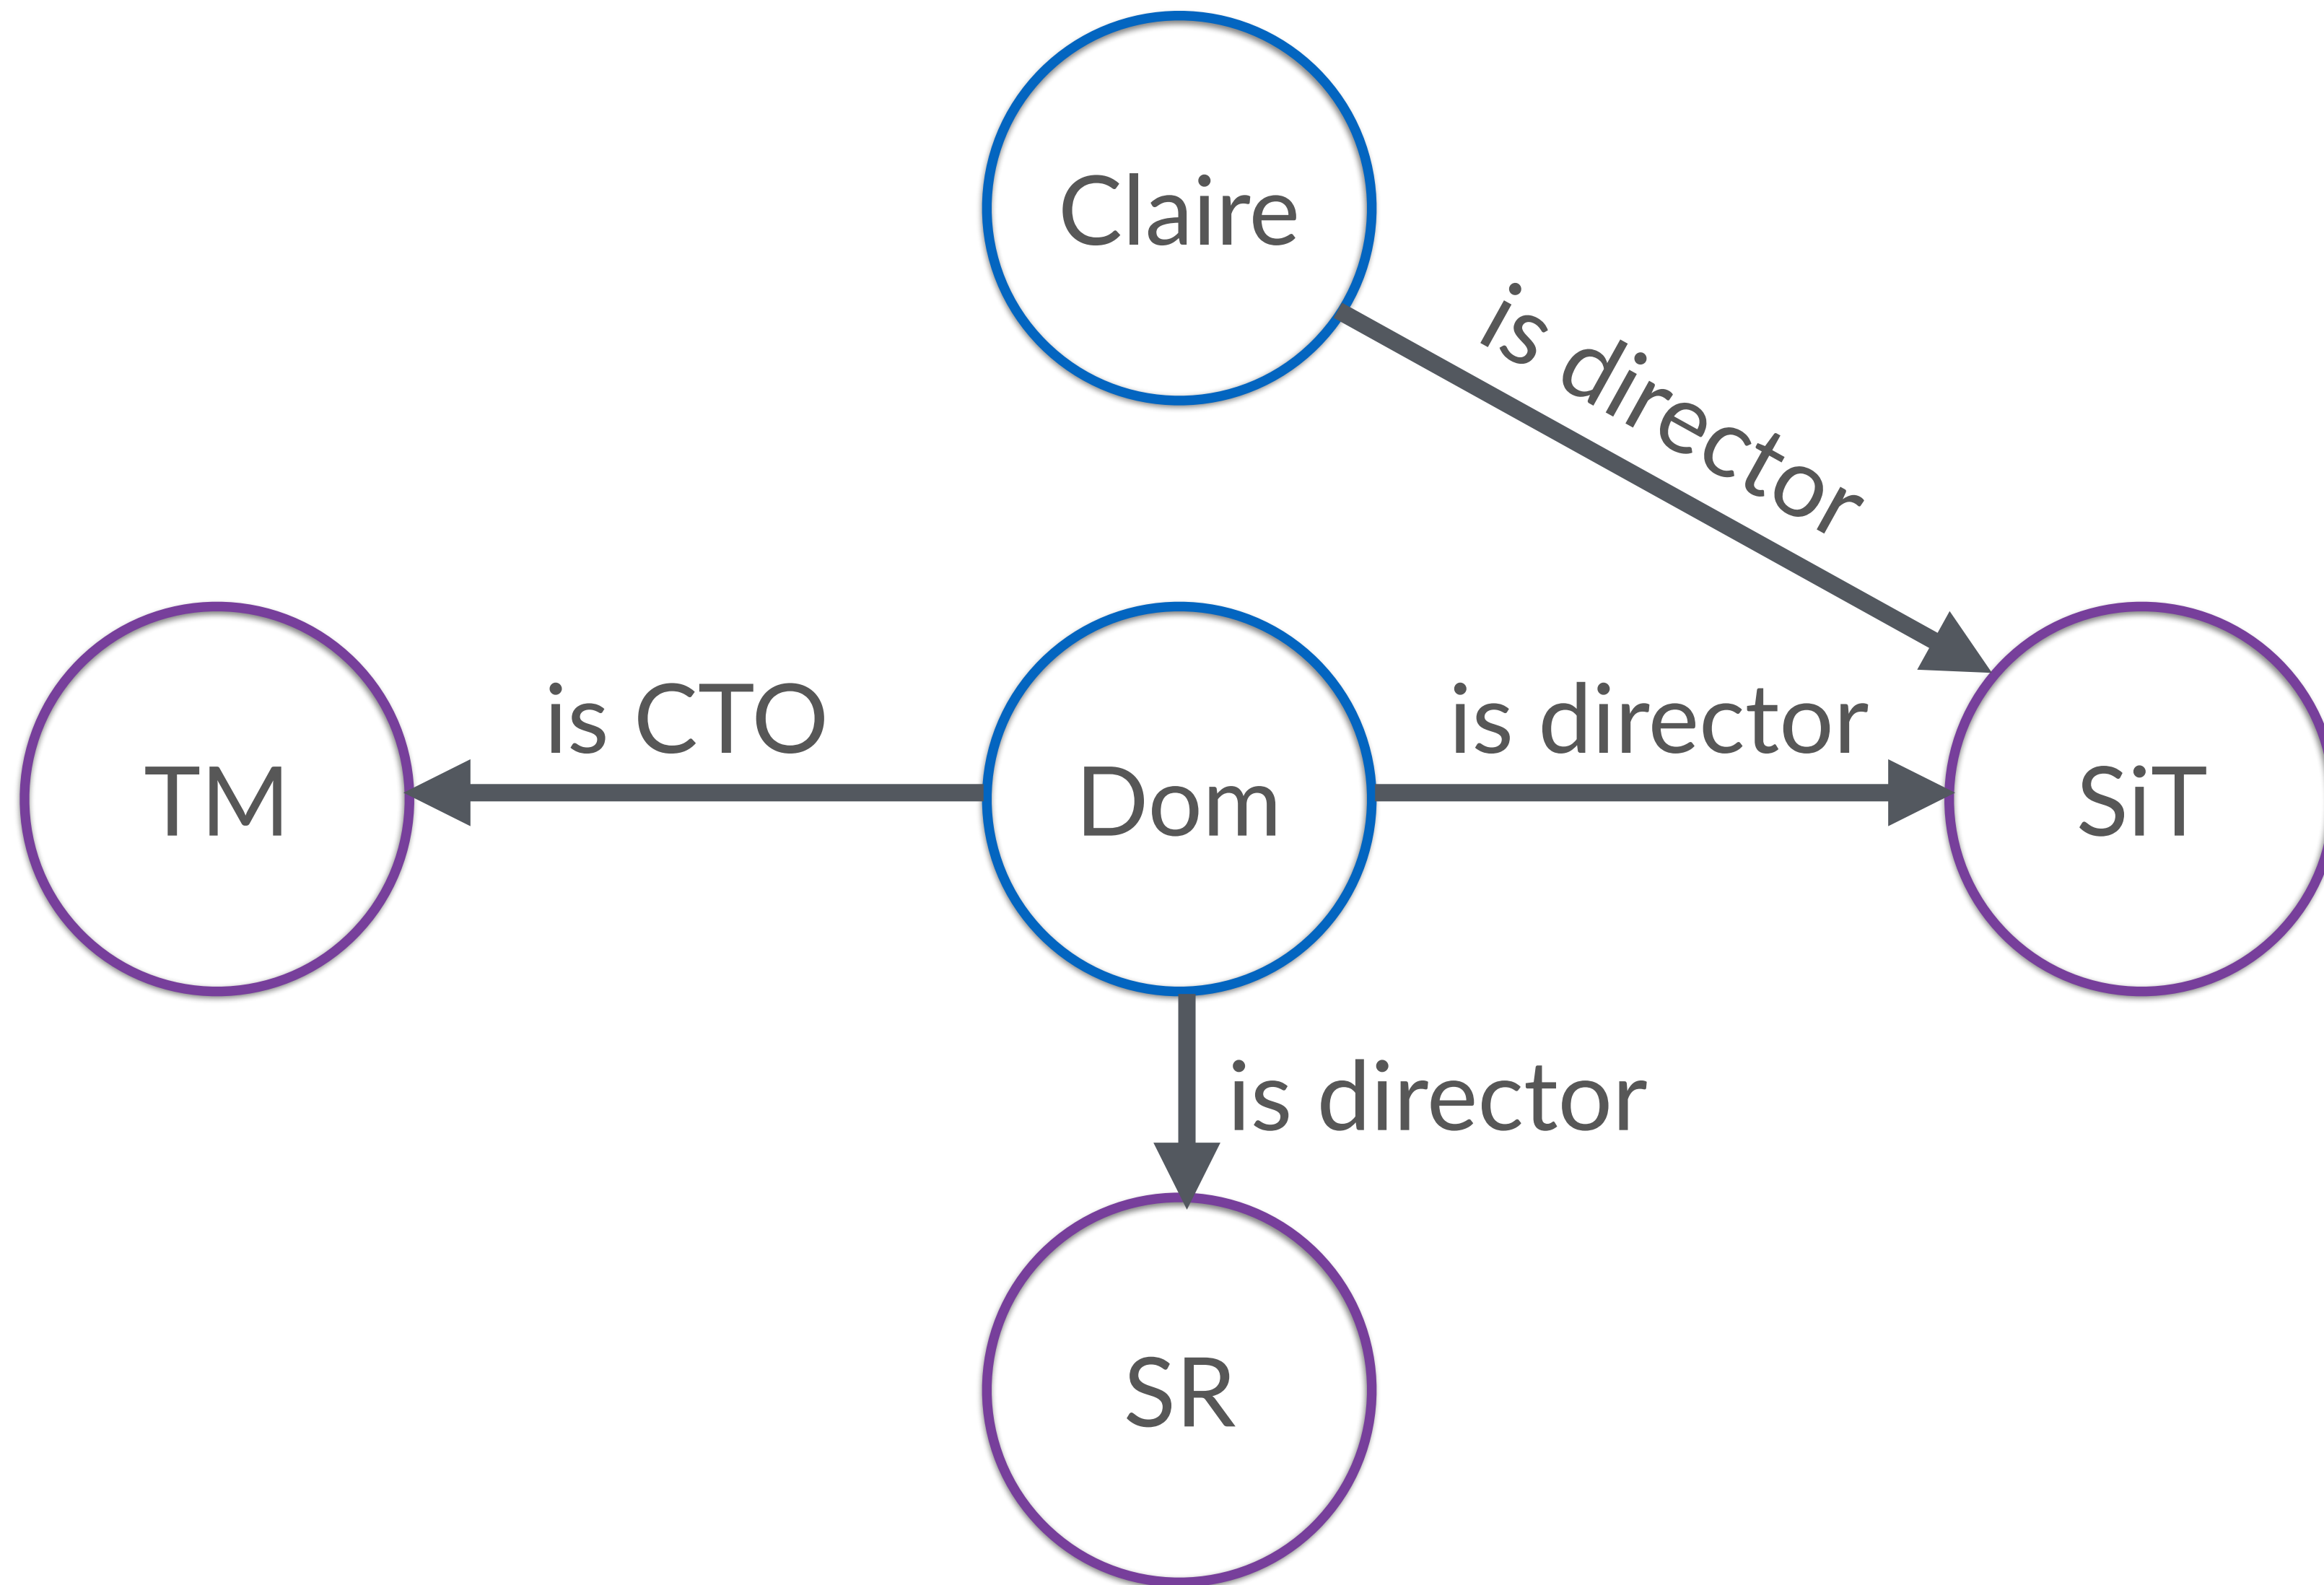 Claire
is director
is CTO
is director
TM
Dom
SiT
is director
SR